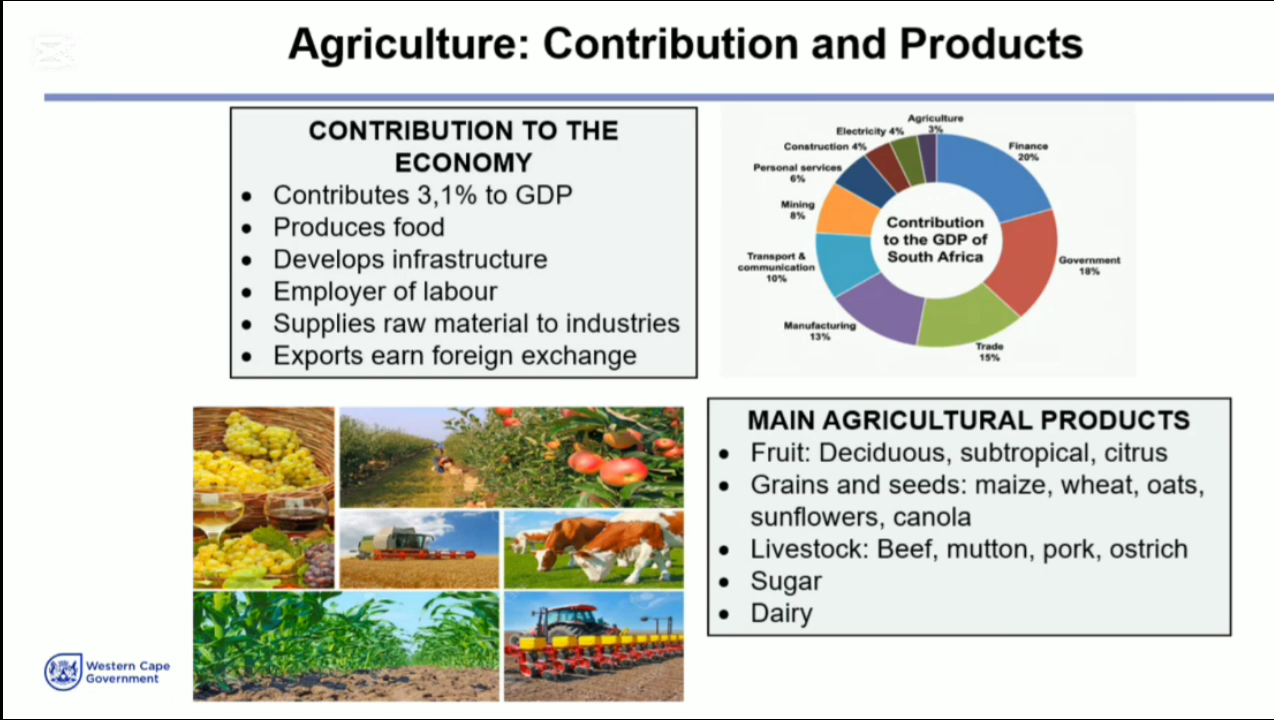 Agriculture: Contribution and Products
CONTRIBUTION TO THE
ECONOMY
• Contributes 3,1% to GDP
• Produces food
• Develops infrastructure
• Employer of labour
• Supplies raw material to industries
• Exports earn foreign exchange
Agriculture
3%
Electricity 4%
Construction 4%
Personal services
6%
Mining
8%
Transport &
communication
10%
Manufacturing
13%
Trade
15%
Government
18%
Finance
20%
Contribution
to the GDP of
South Africa
MAIN AGRICULTURAL PRODUCTS
• Fruit: Deciduous, subtropical, citrus
• Grains and seeds: maize, wheat, oats,
sunflowers, canola
• Livestock: Beef, mutton, pork, ostrich
• Sugar
• Dairy
Western Cape
Government